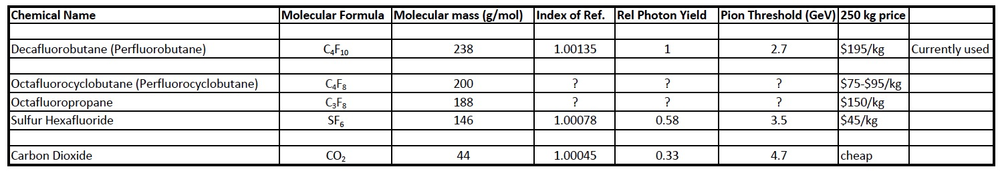 Chemical Name Molecular Formula Molecular mass (g/mol) Index of Ref. Rel Photon Yield Pion Threshold (GeV) 250 kg price
Decafluorobutane (Perfluorobutane) C₄F₁₀ 238 1.00135 1 2.7 $195/kg Currently used
Octafluorocyclobutane (Perfluorocyclobutane) C₄F₈ 200 ? ? ? $75-$95/kg
Octafluoropropane C₃F₈ 188 ? ? ? $150/kg
Sulfur Hexafluoride SF₆ 146 1.00078 0.58 3.5 $45/kg
Carbon Dioxide CO₂ 44 1.00045 0.33 4.7 cheap